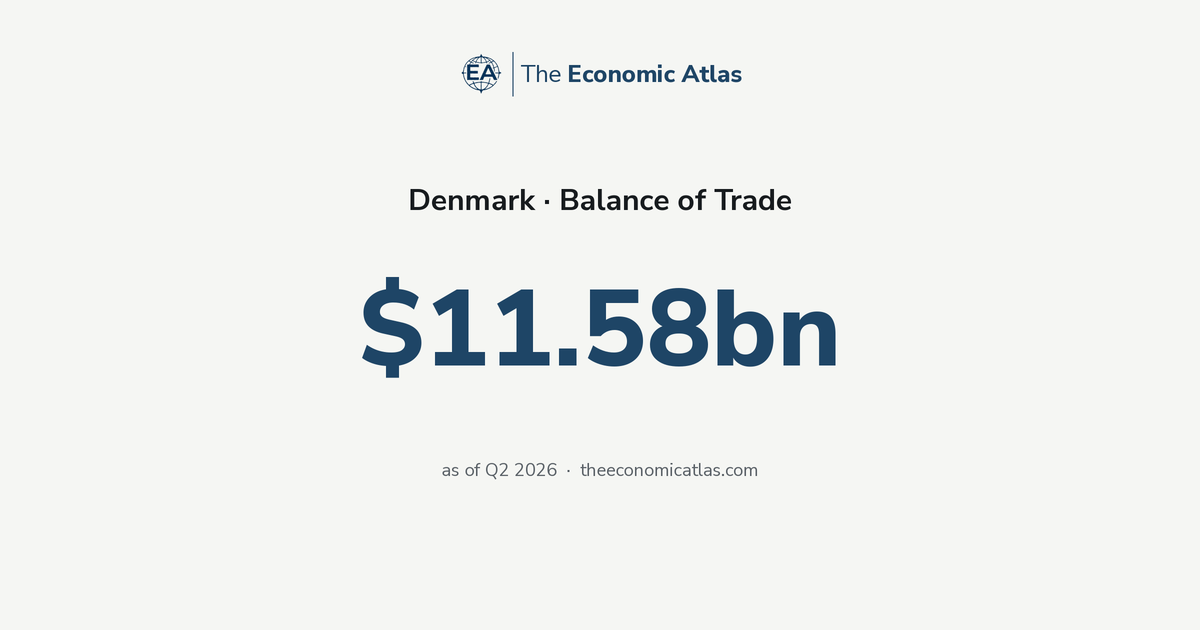 EA The Economic Atlas
Denmark · Balance of Trade
$11.58bn
as of Q2 2026 · theeconomicatlas.com